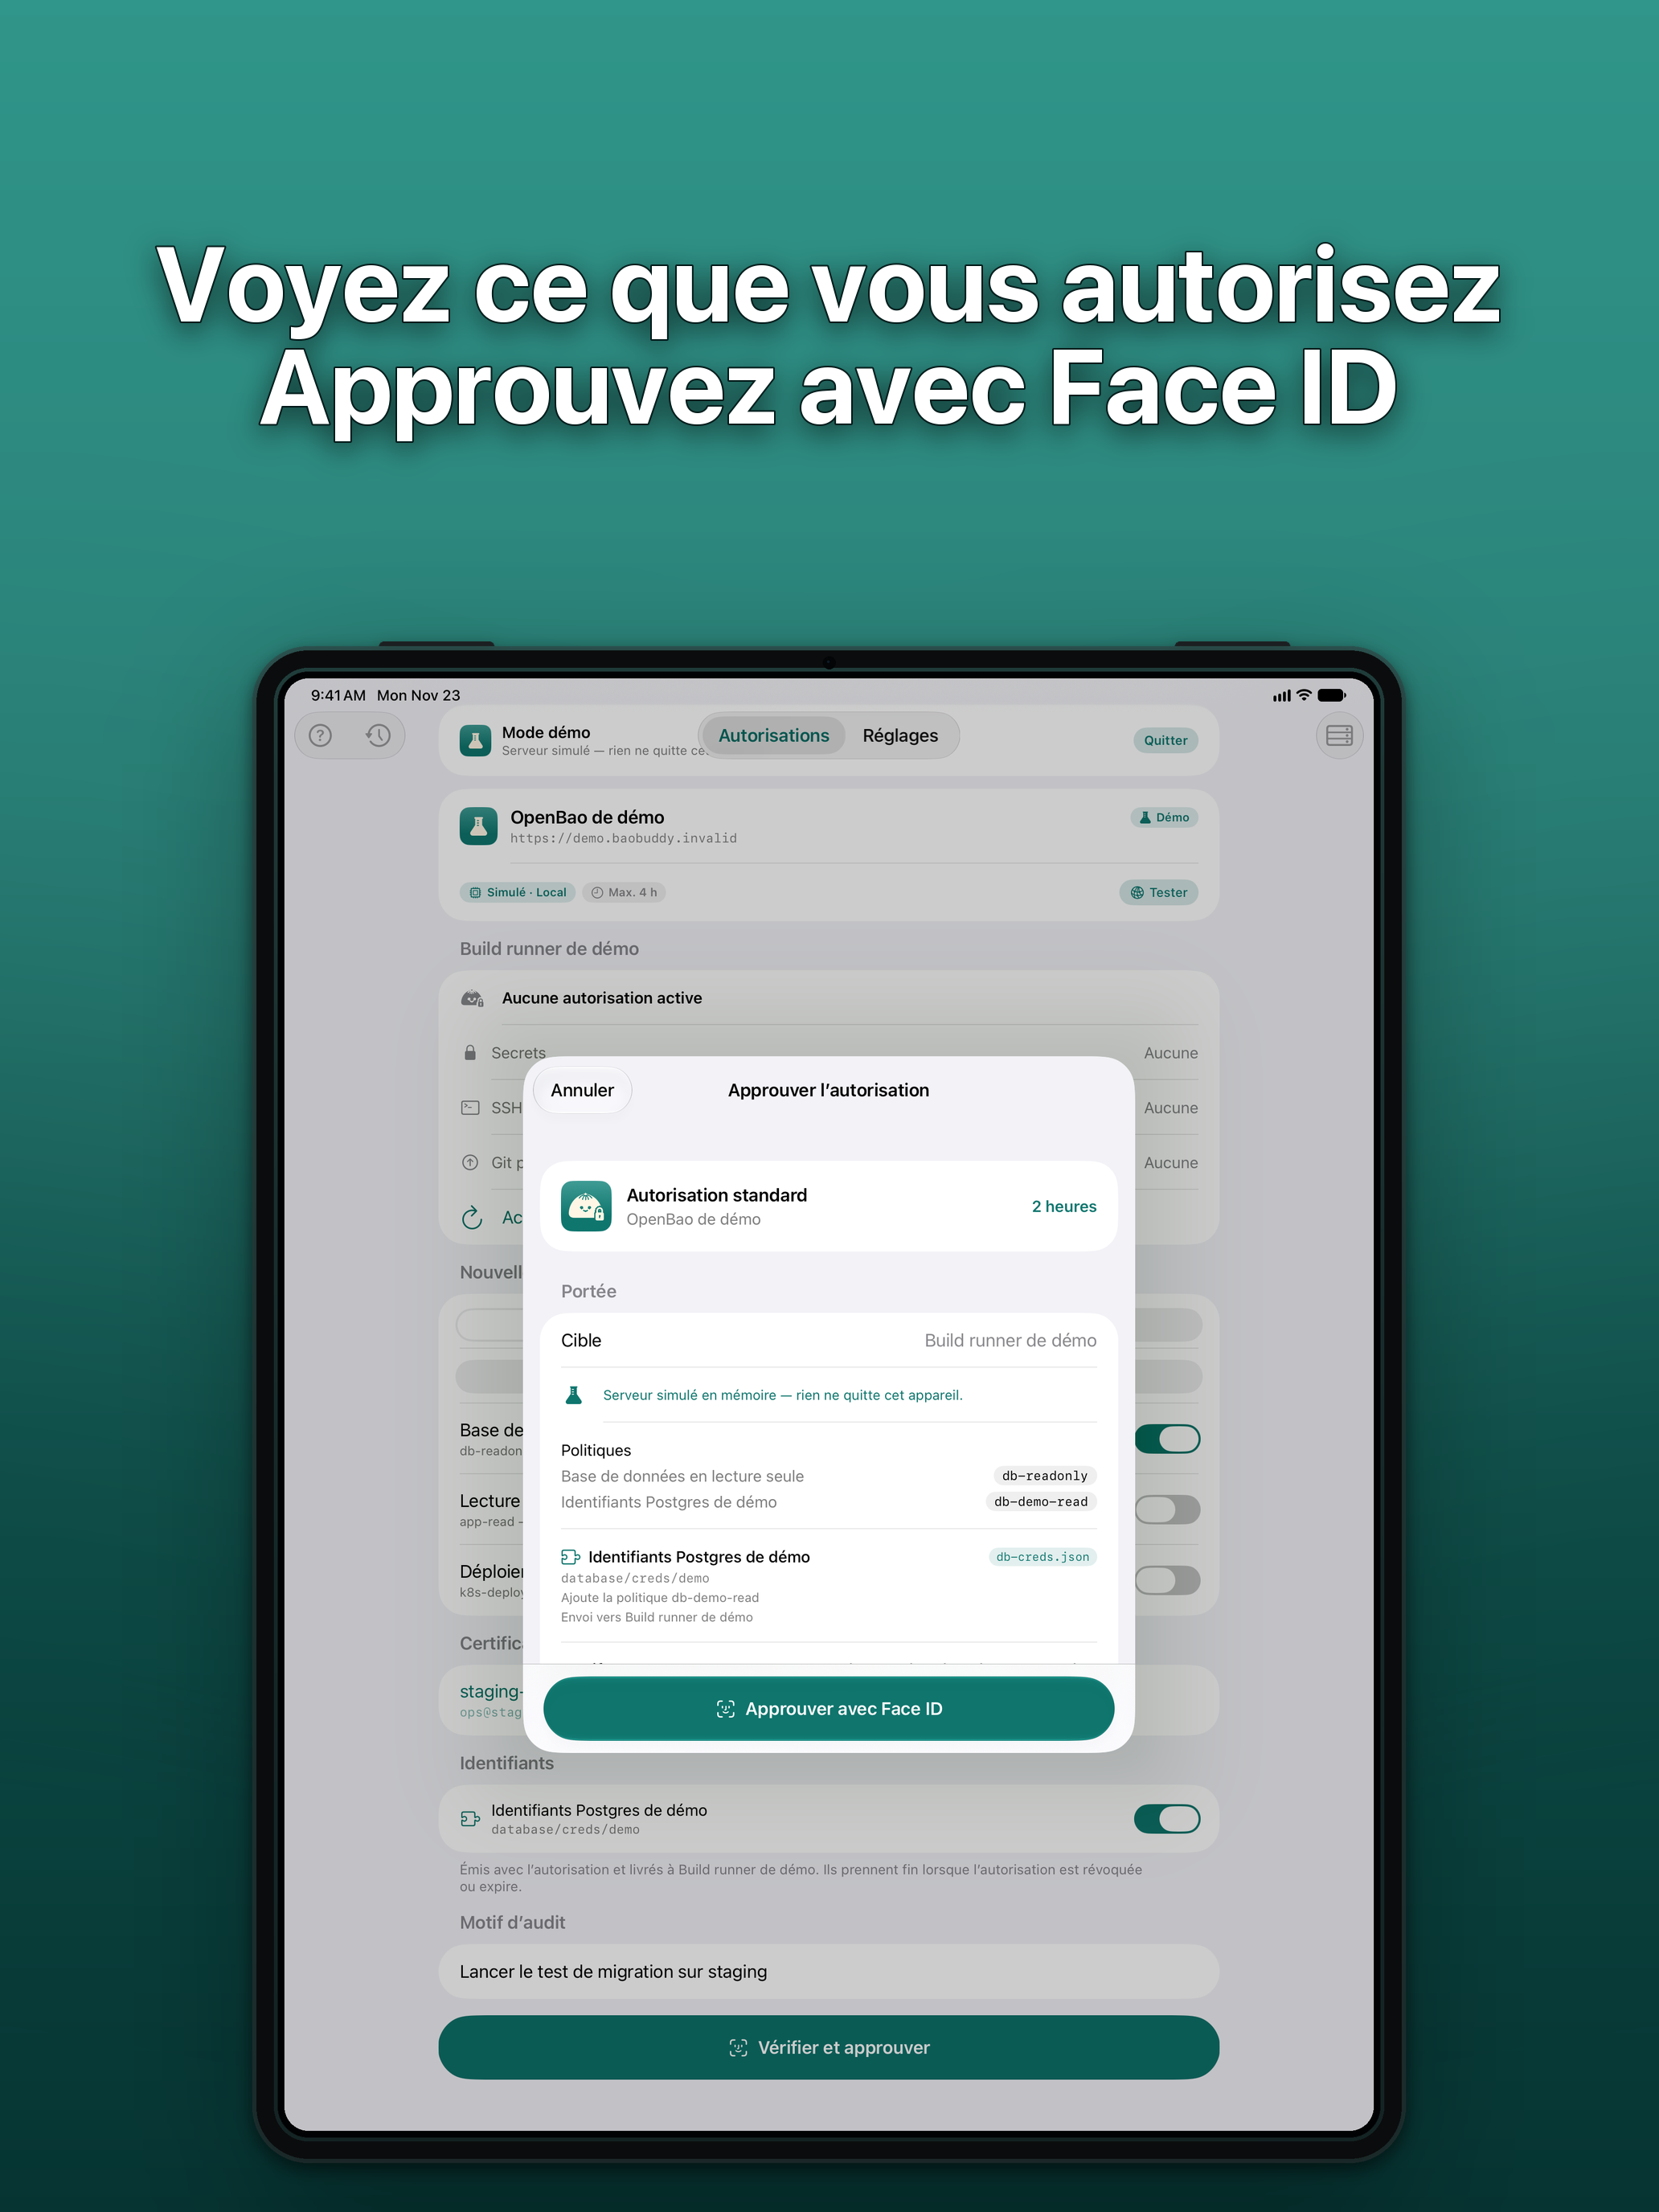 Voyez ce que vous autorisez
Approuvez avec Face ID
9:41 AM Mon Nov 23
Mode démo
Serveur simulé — rien ne quitte
Autorisations
Réglages
Quitter
OpenBao de démo
https://demo.baobuddy.invalid
Démo
Simulé · Local
Max. 4 h
Tester
Build runner de démo
Aucune autorisation active
Secrets
Aucune
SSH
Aucune
Git
Aucune
Annuler
Approuver l’autorisation
Autorisation standard
OpenBao de démo
2 heures
Portée
Cible
Build runner de démo
Serveur simulé en mémoire — rien ne quitte cet appareil.
Politiques
Base de données en lecture seule
db-readonly
Identifiants Postgres de démo
db-demo-read
Identifiants Postgres de démo
db-creds.json
database/creds/demo
Ajoute la politique db-demo-read
Envoi vers Build runner de démo
Approuver avec Face ID
Nouvell
Base de
db-readon
Lecture
app-read -
Déploier
k8s-deploy
Certific
staging-
ops@stag
Identifiants
Identifiants Postgres de démo
database/creds/demo
Émis avec l’autorisation et livrés à Build runner de démo. Ils prennent fin lorsque l’autorisation est révoquée
ou expire.
Motif d’audit
Lancer le test de migration sur staging
Vérifier et approuver